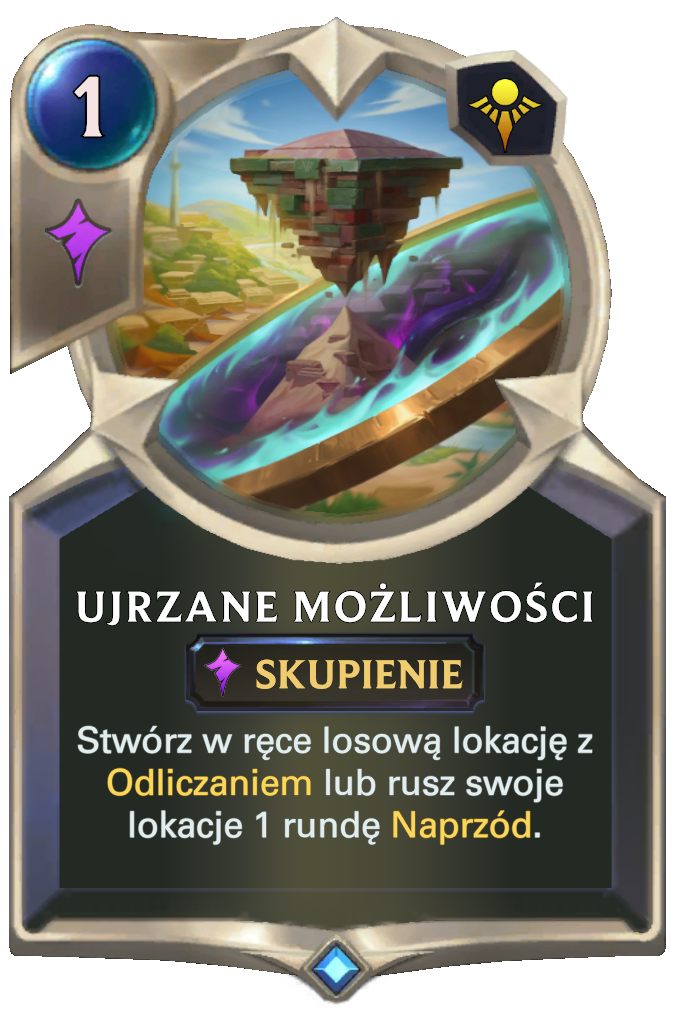 1
UJRZANE MOŻLIWOŚCI
SKUPIENIE
Stwórz w ręce losową lokację z
Odliczaniem lub rusz swoje
lokacje 1 rundę Naprzód.